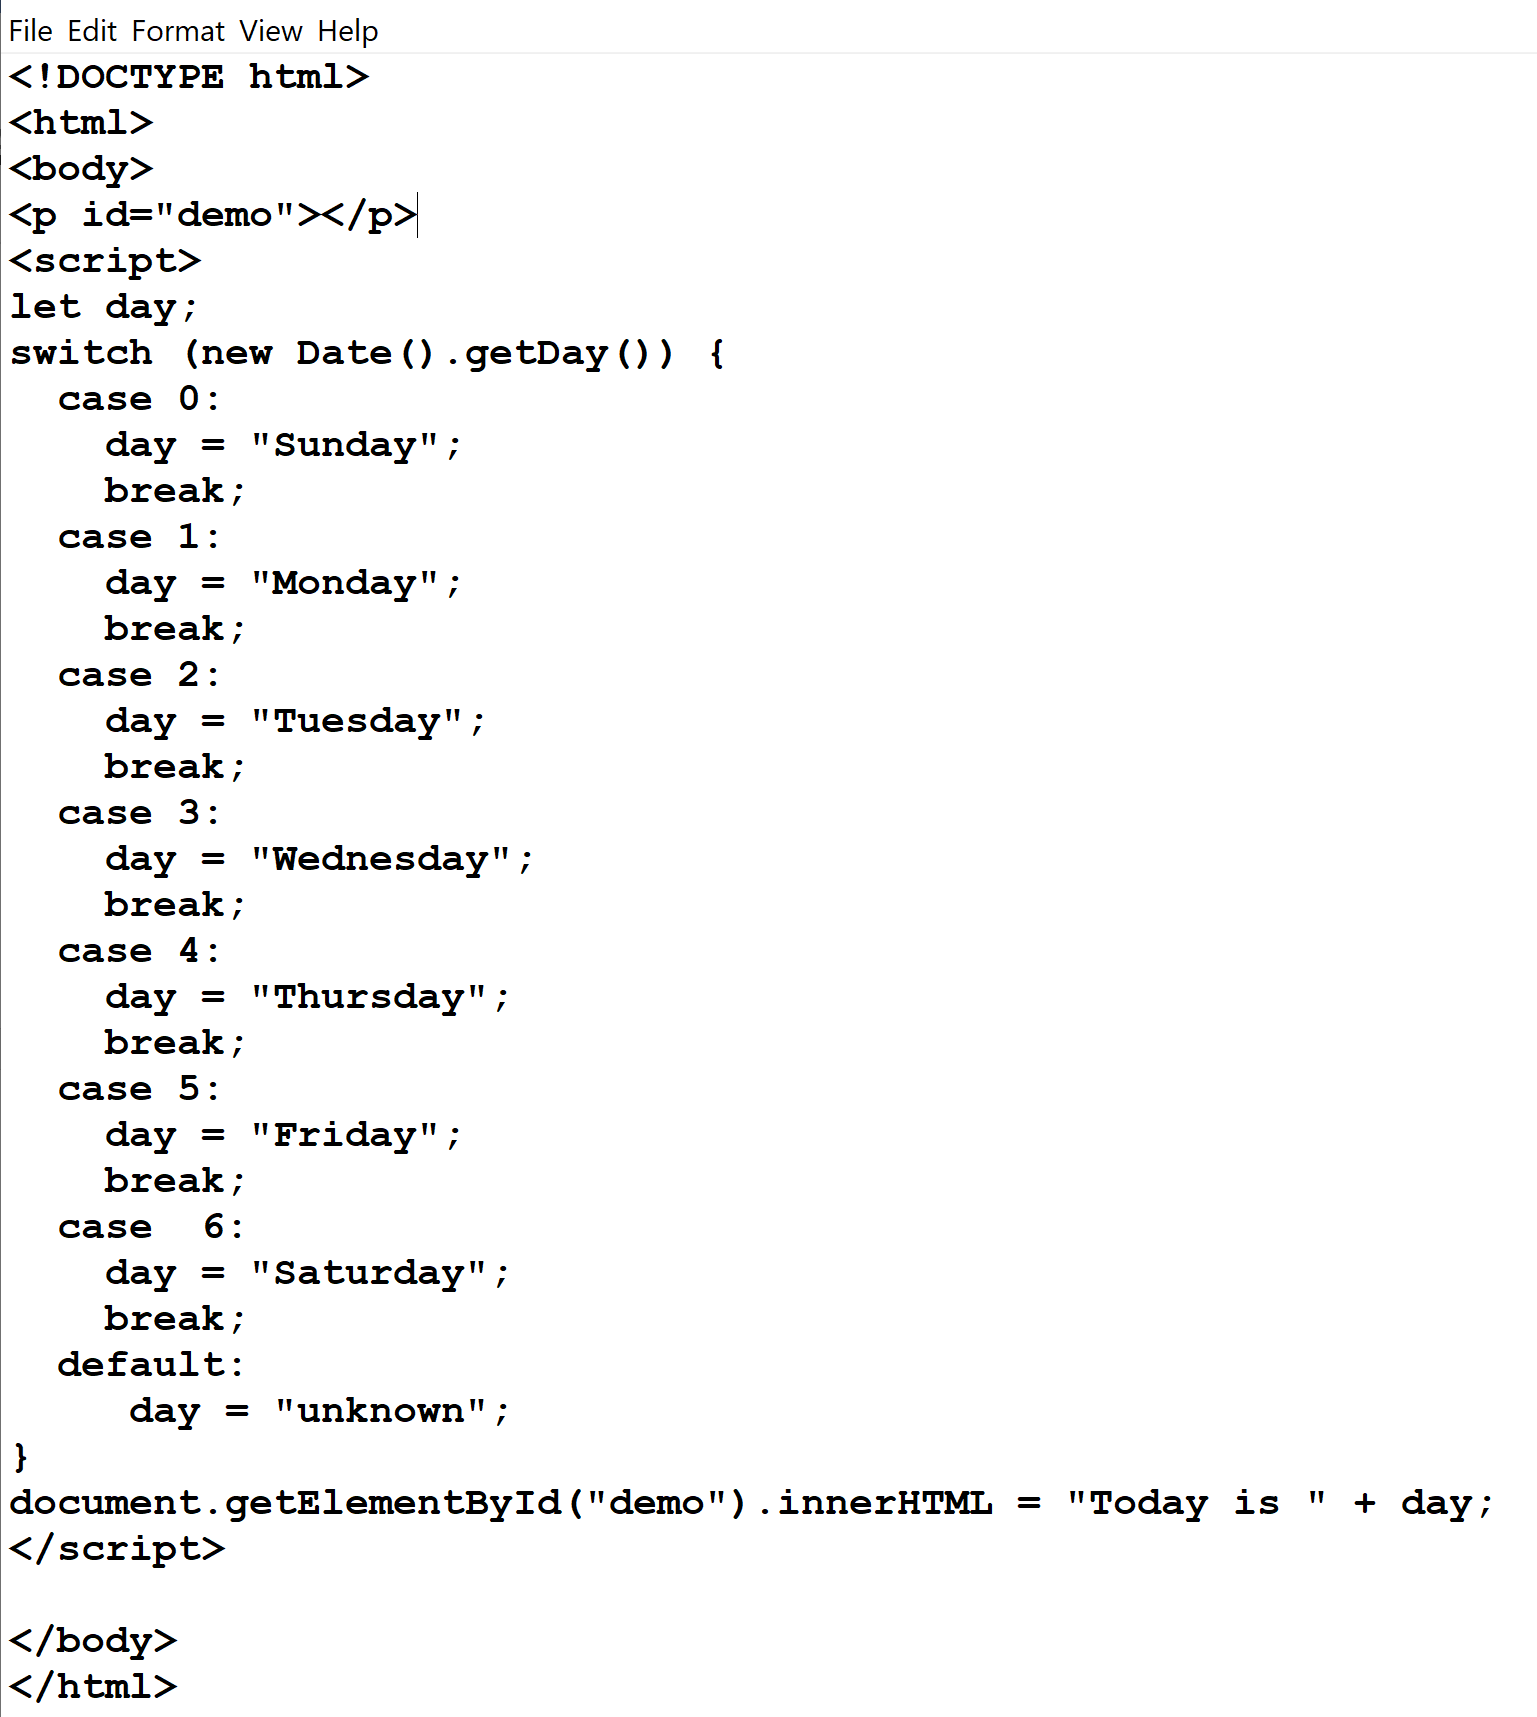 File Edit Format View Help
<!DOCTYPE html>
<html>
<body>
<p id="demo"></p>
<script>
let day;
switch (new Date().getDay()) {
  case 0:
    day = "Sunday";
    break;
  case 1:
    day = "Monday";
    break;
  case 2:
    day = "Tuesday";
    break;
  case 3:
    day = "Wednesday";
    break;
  case 4:
    day = "Thursday";
    break;
  case 5:
    day = "Friday";
    break;
  case  6:
    day = "Saturday";
    break;
  default:
     day = "unknown";
}
document.getElementById("demo").innerHTML = "Today is " + day;
</script>

</body>
</html>